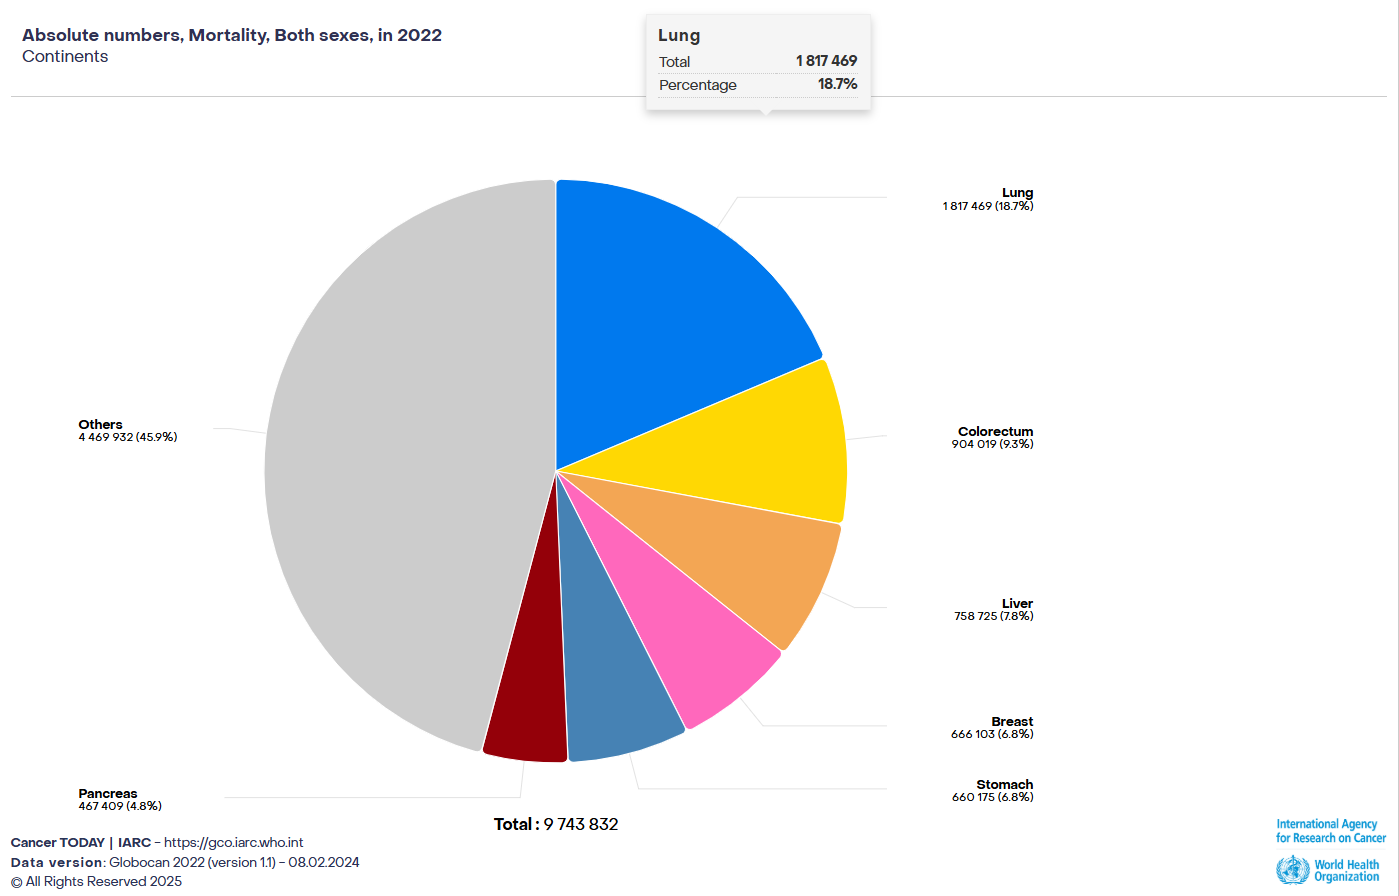 Absolute numbers, Mortality, Both sexes, in 2022
Continents
Lung
Total 1 817 469
Percentage 18.7%
Lung
1 817 469 (18.7%)
Others
4 469 932 (45.9%)
Colorectum
904 019 (9.3%)
Liver
758 725 (7.8%)
Breast
666 103 (6.8%)
Stomach
660 175 (6.8%)
Pancreas
467 409 (4.8%)
Total : 9 743 832
Cancer TODAY | IARC - https://gco.iarc.who.int
Data version: Globocan 2022 (version 1.1) - 08.02.2024
© All Rights Reserved 2025
International Agency
for Research on Cancer
World Health
Organization